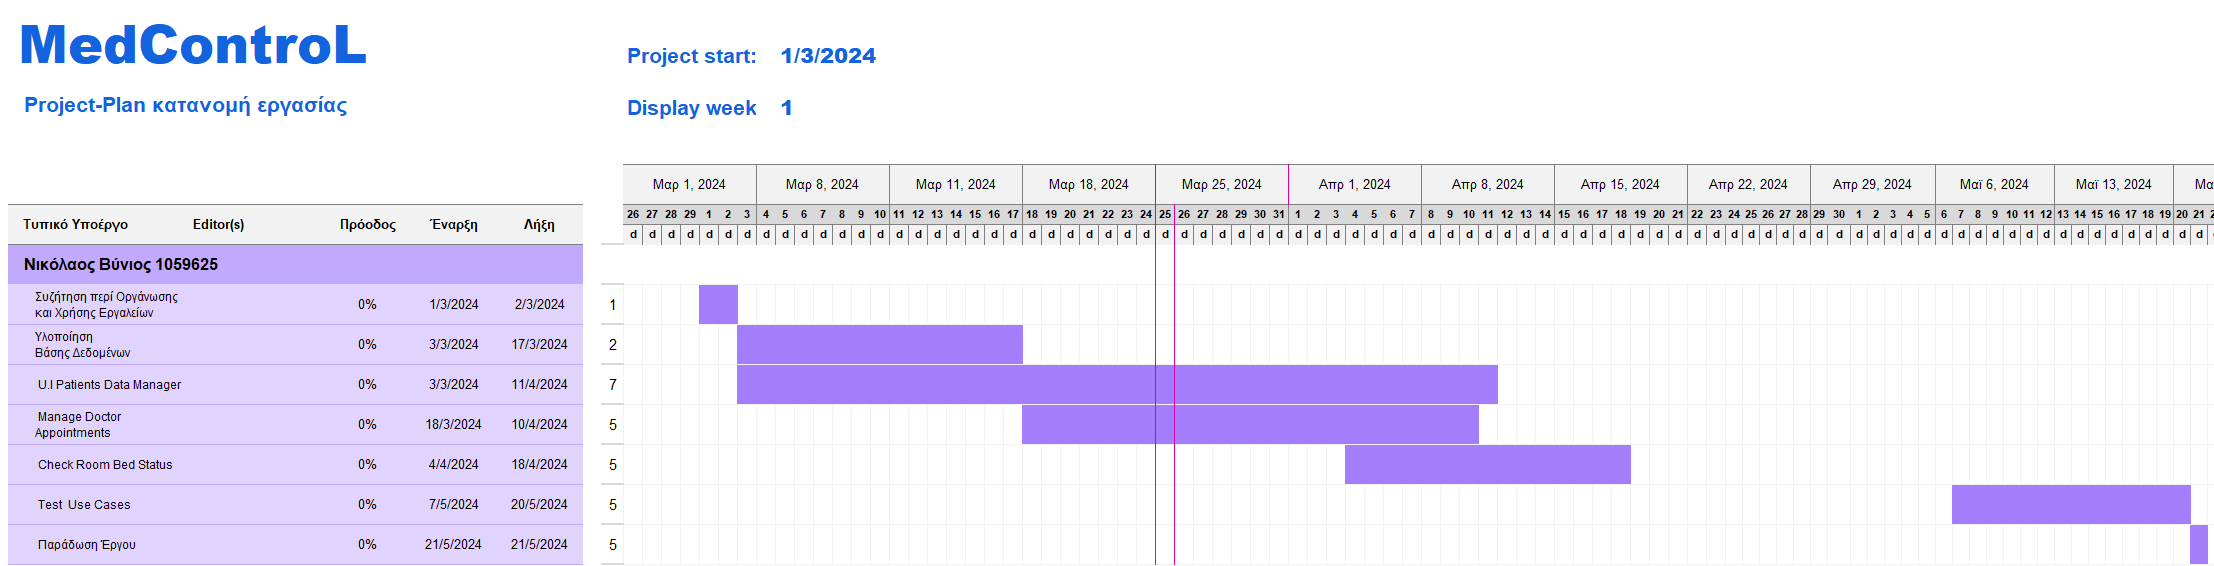 MedControL
Project start: 1/3/2024
Project-Plan κατανομή εργασίας
Display week 1
Μαρ 1, 2024 Μαρ 8, 2024 Μαρ 11, 2024 Μαρ 18, 2024 Μαρ 25, 2024 Απρ 1, 2024 Απρ 8, 2024 Απρ 15, 2024 Απρ 22, 2024 Απρ 29, 2024 Μαϊ 6, 2024 Μαϊ 13, 2024
Τυπικό Υποέργο Editor(s) Πρόοδος Έναρξη Λήξη
26 27 28 29 1 2 3 4 5 6 7 8 9 10 11 12 13 14 15 16 17 18 19 20 21 22 23 24 25 26 27 28 29 30 31 1 2 3 4 5 6 7 8 9 10 11 12 13 14 15 16 17 18 19 20 21 22 23 24 25 26 27 28 29 30 1 2 3 4 5 6 7 8 9 10 11 12 13 14 15 16 17 18 19 20 21
d d d d d d d d d d d d d d d d d d d d d d d d d d d d d d d d d d d d d d d d d d d d d d d d d d d d d d d d d d d d d d d d d d d d d d d d d d d d d d d d d d d d d d
Νικόλαος Βύνιος 1059625
Συζήτηση περί Οργάνωσης
και Χρήσης Εργαλείων
0% 1/3/2024 2/3/2024 1
Υλοποίηση
Βάσης Δεδομένων
0% 3/3/2024 17/3/2024 2
U.I Patients Data Manager 0% 3/3/2024 11/4/2024 7
Manage Doctor
Appointments
0% 18/3/2024 10/4/2024 5
Check Room Bed Status 0% 4/4/2024 18/4/2024 5
Test Use Cases 0% 7/5/2024 20/5/2024 5
Παράδωση Έργου 0% 21/5/2024 21/5/2024 5